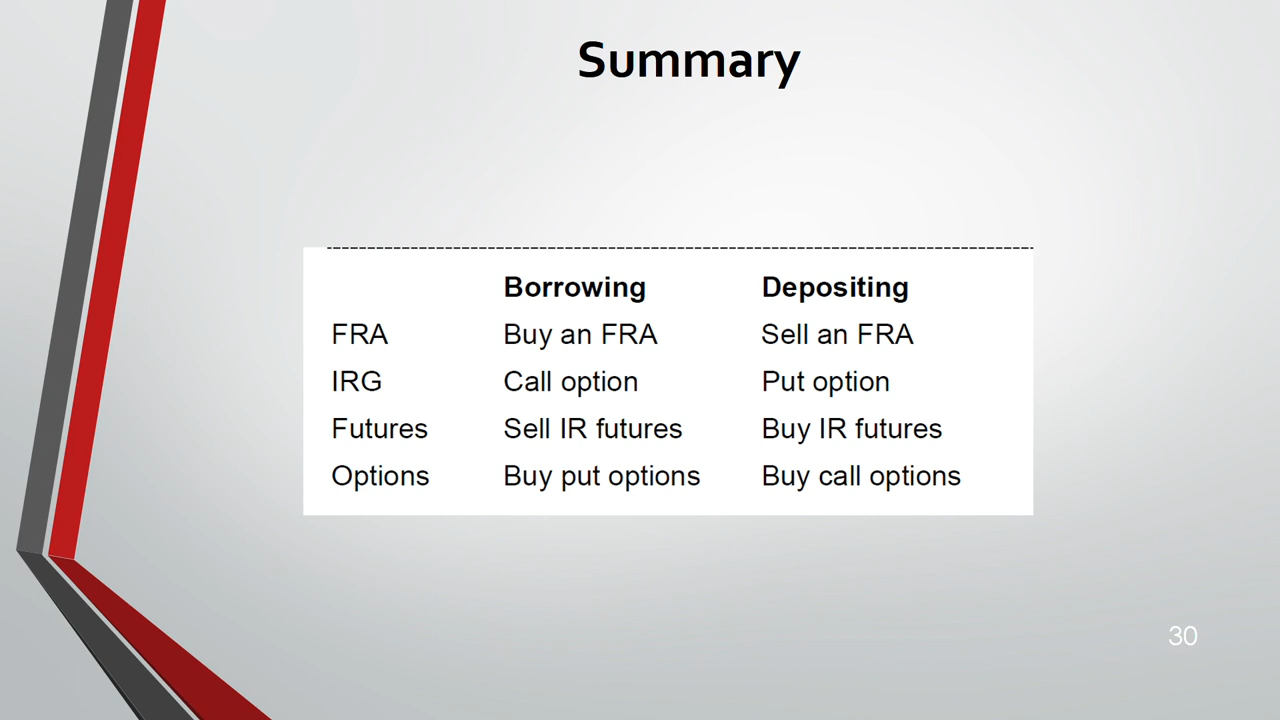 Summary
Borrowing Depositing
FRA Buy an FRA Sell an FRA
IRG Call option Put option
Futures Sell IR futures Buy IR futures
Options Buy put options Buy call options
30